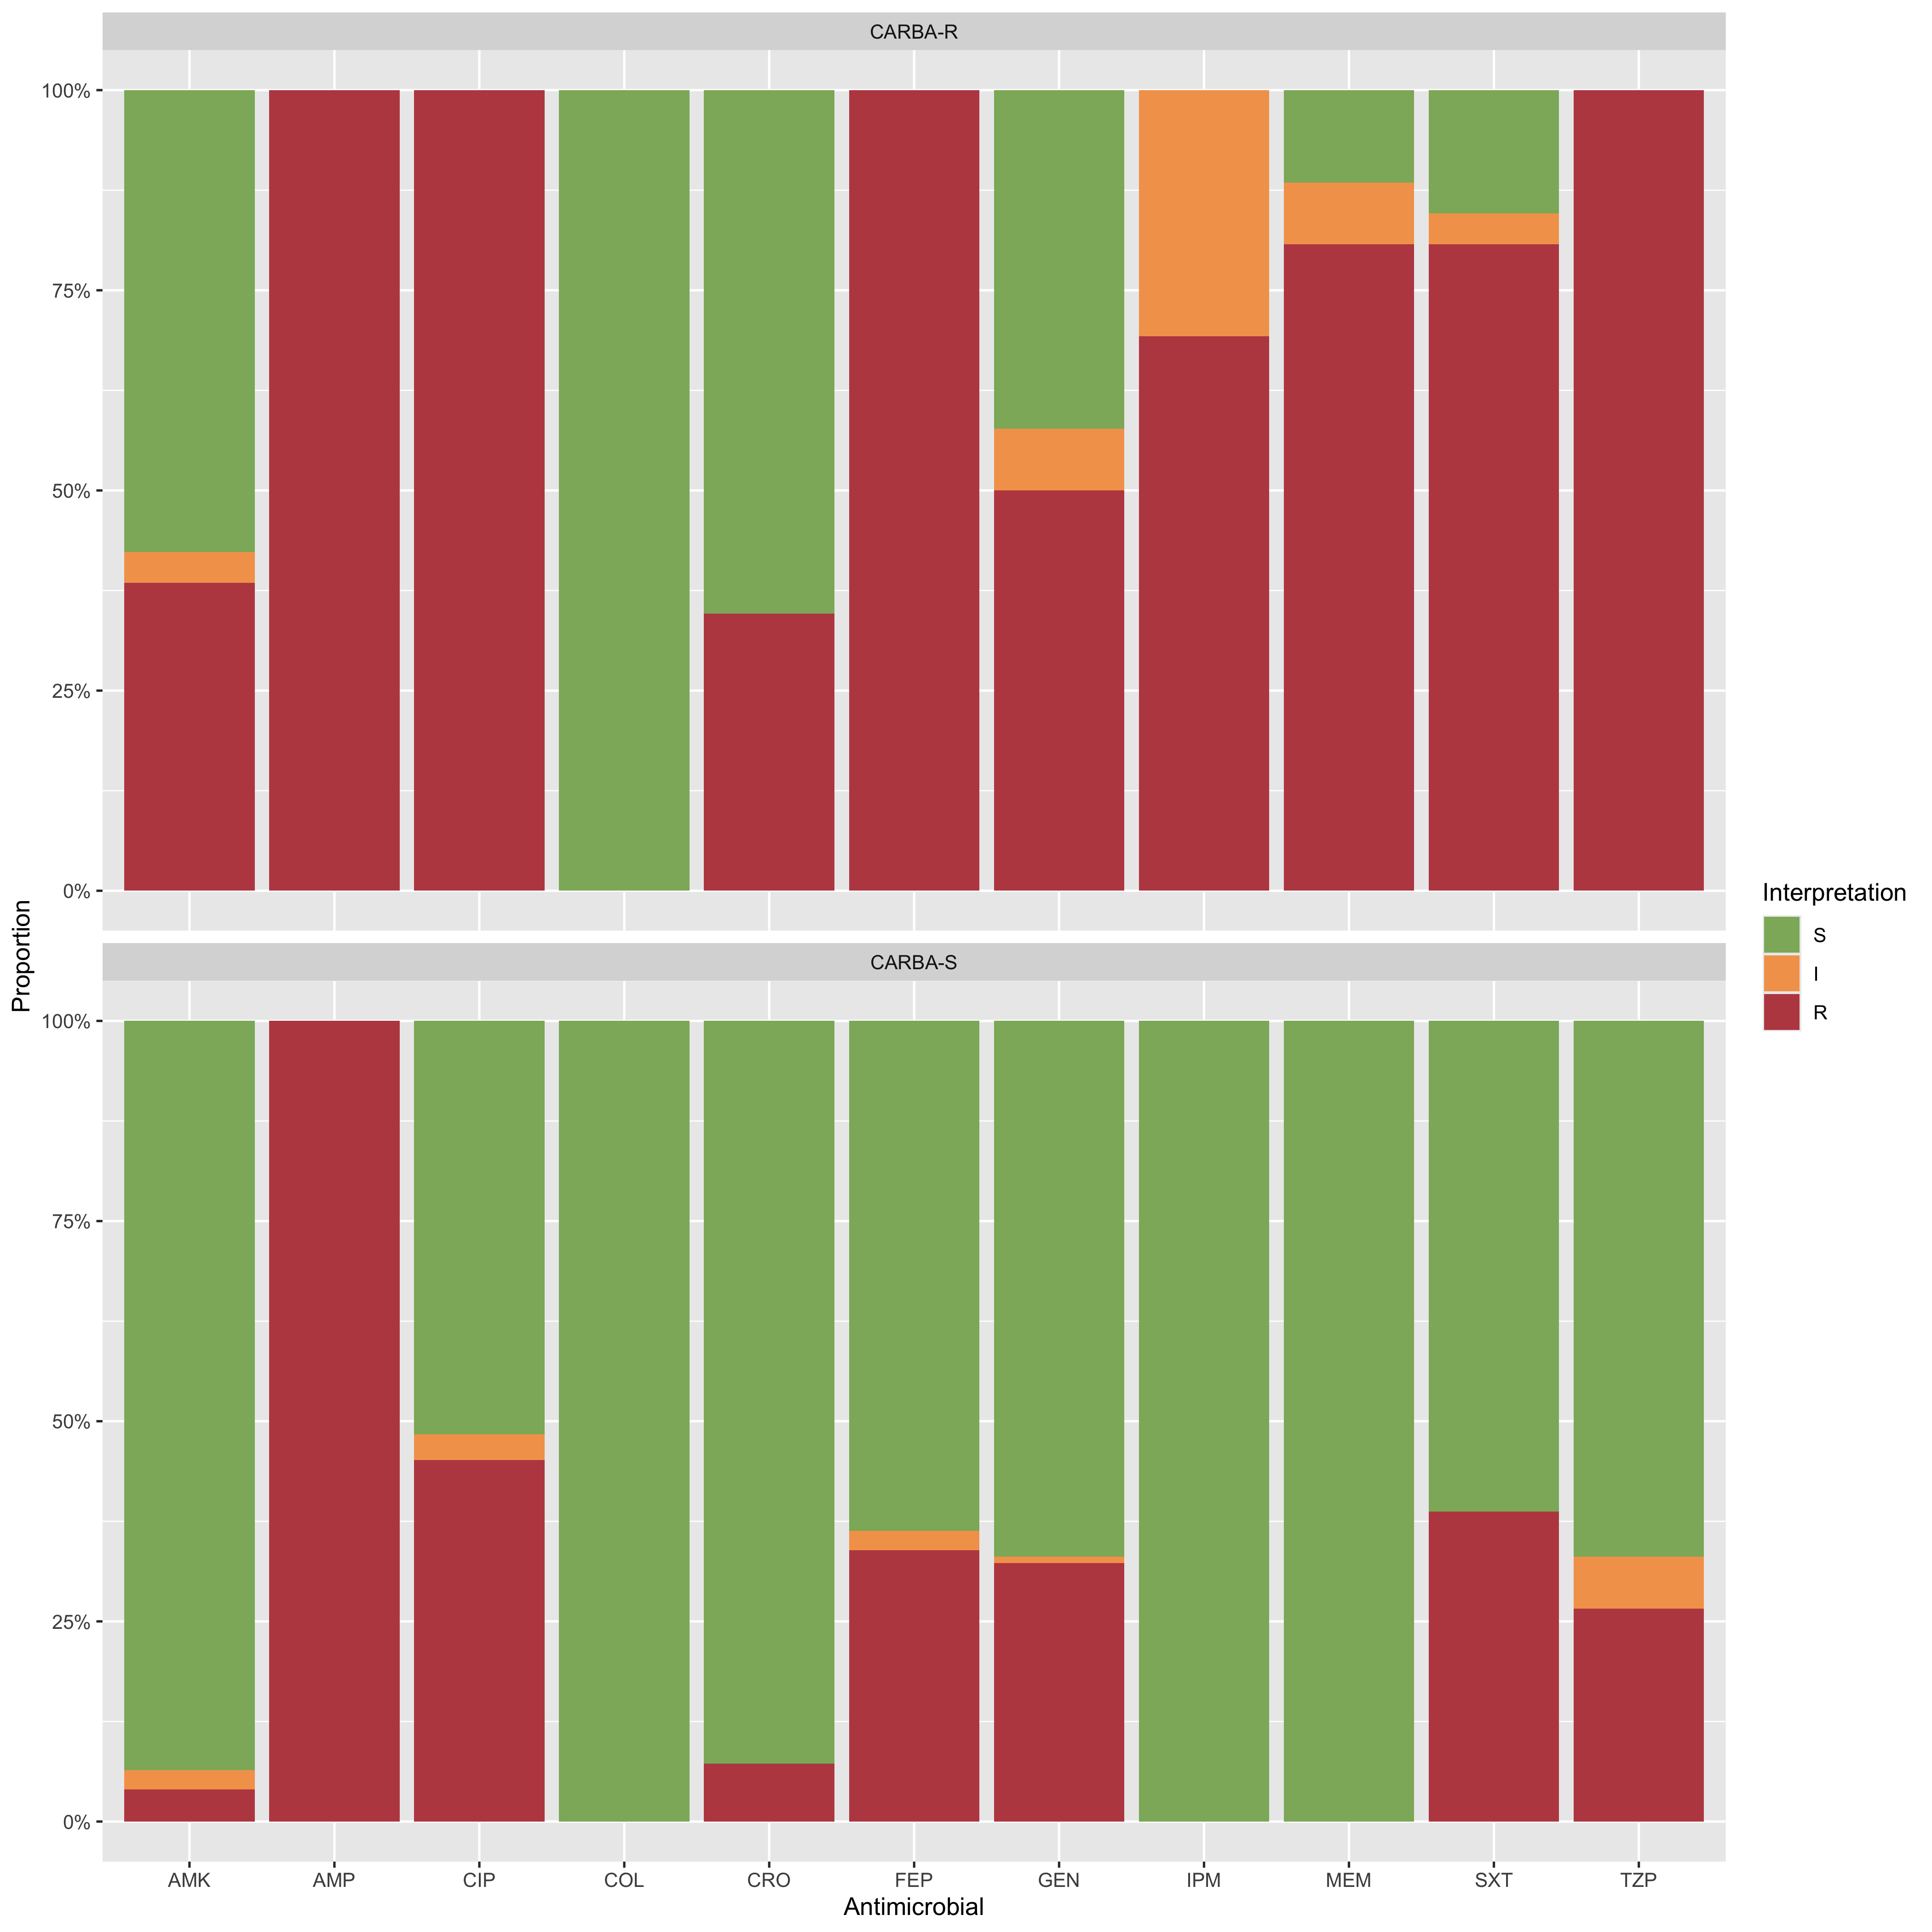 CARBA-R
100%
75%
50%
25%
0%
CARBA-S
100%
75%
50%
25%
0%
Proportion
AMK AMP CIP COL CRO FEP GEN IPM MEM SXT TZP
Antimicrobial
Interpretation
S
I
R